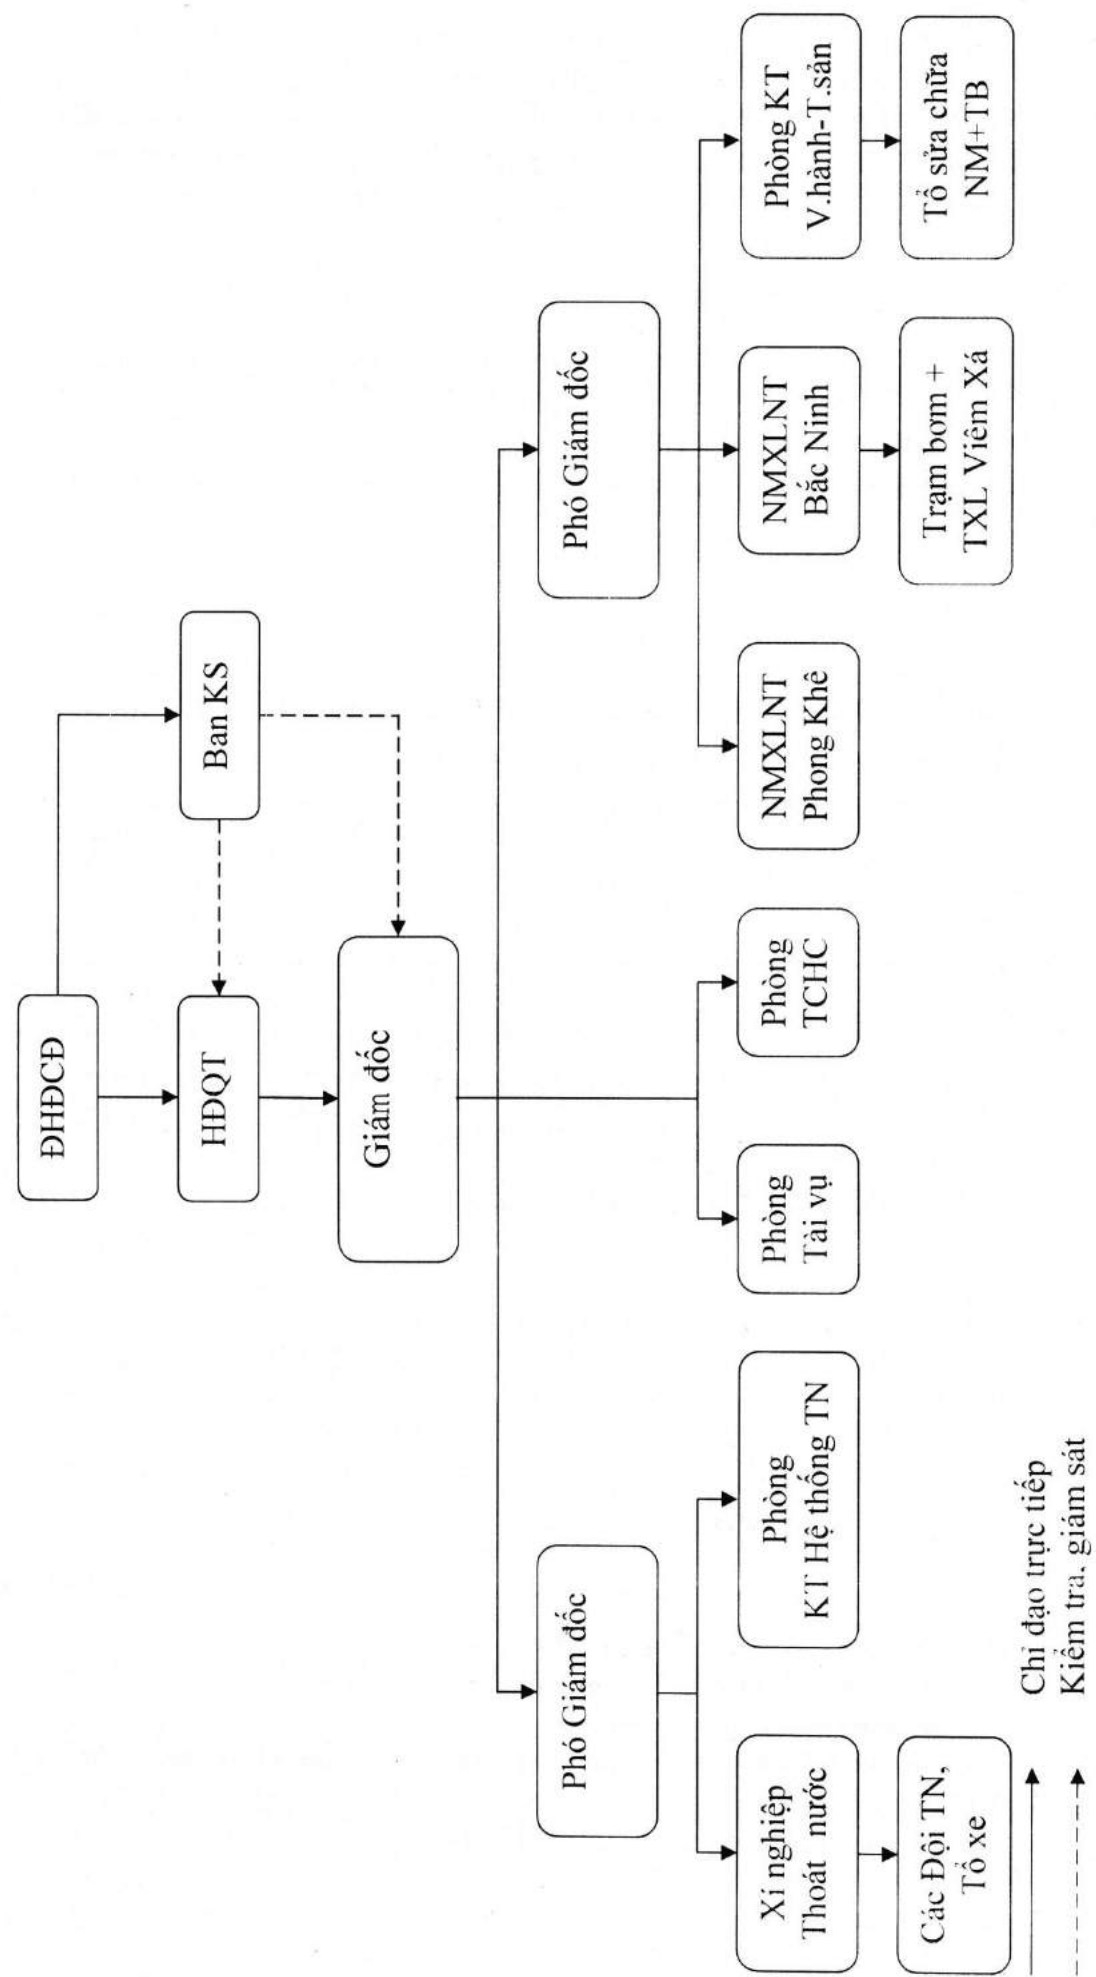 ĐHĐCĐ
HĐQT
Ban KS
Giám đốc
Phó Giám đốc
Phó Giám đốc
Xí nghiệp
Thoát nước
Phòng
KT Hệ thống TN
Phòng
Tài vụ
Phòng
TCHC
NMXLNT
Phong Khê
NMXLNT
Bắc Ninh
Phòng KT
V.hành-T.sản
Các Đội TN,
Tổ xe
Trạm bơm +
TXL Viêm Xá
Tổ sửa chữa
NM+TB
Chỉ đạo trực tiếp
Kiểm tra, giám sát